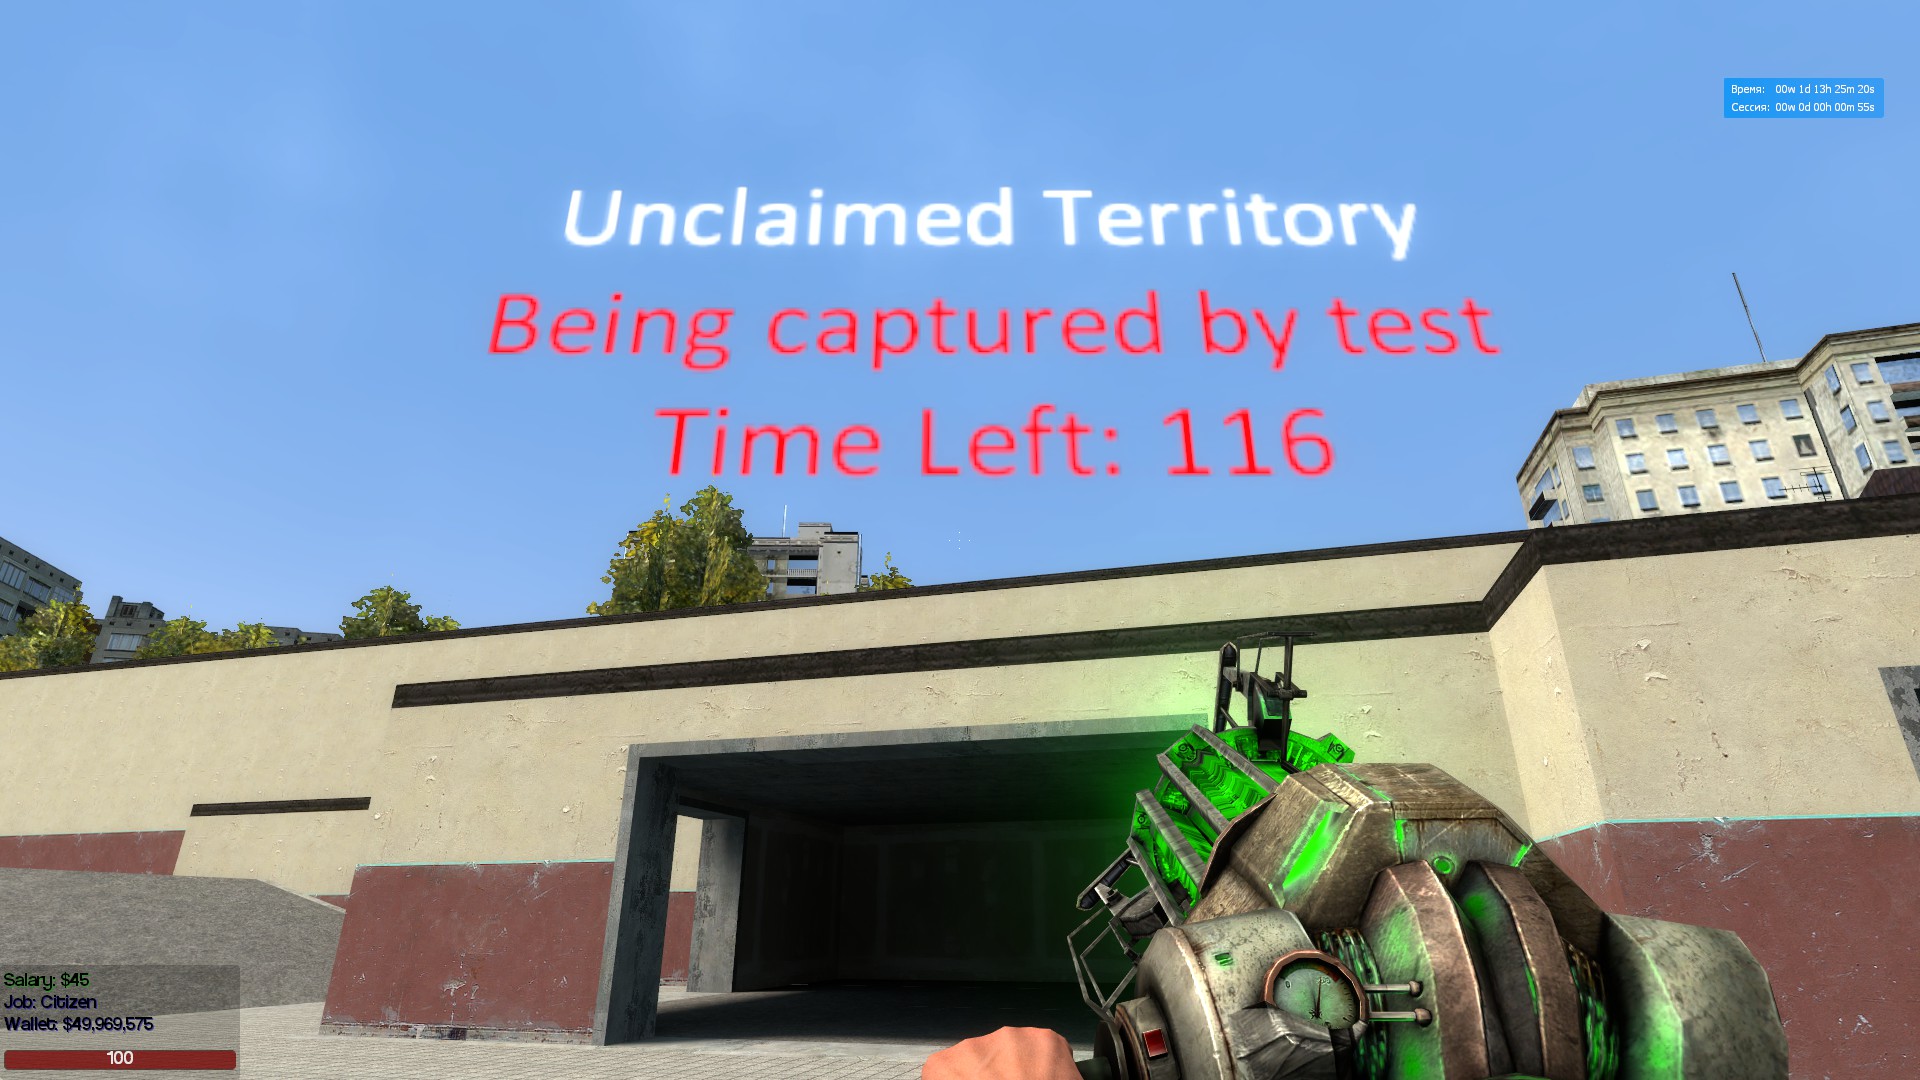 Время: 00w 1d 13h 25m 20s
Сессия: 00w 0d 00h 00m 55s
Unclaimed Territory
Being captured by test
Time Left: 116
Salary: $45
Job: Citizen
Wallet: $49,969,575
100